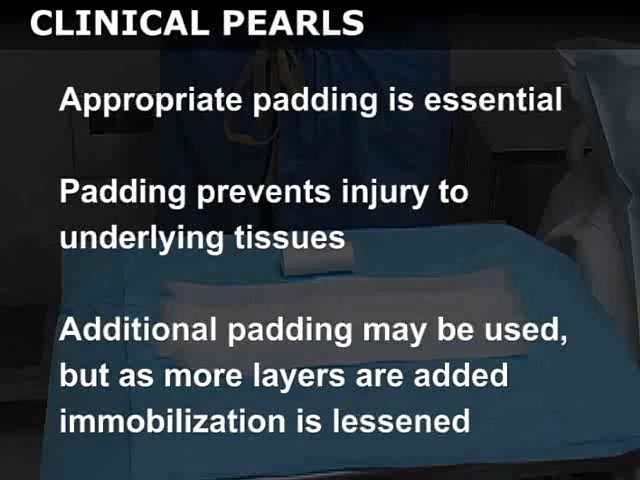 CLINICAL PEARLS
Appropriate padding is essential
Padding prevents injury to
underlying tissues
Additional padding may be used,
but as more layers are added
immobilization is lessened